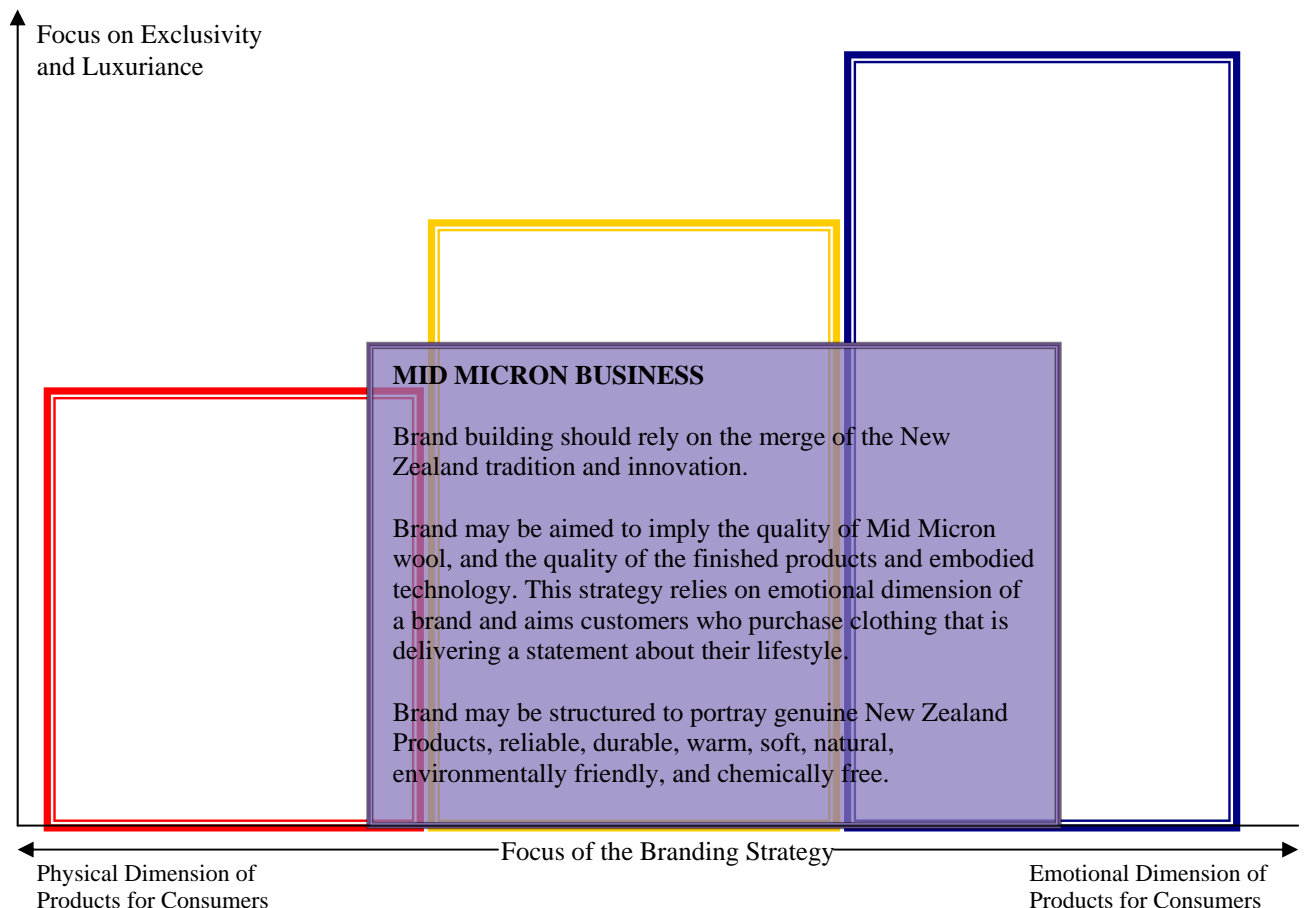 Focus on Exclusivity
and Luxuriance
MID MICRON BUSINESS
Brand building should rely on the merge of the New
Zealand tradition and innovation.
Brand may be aimed to imply the quality of Mid Micron
wool, and the quality of the finished products and embodied
technology. This strategy relies on emotional dimension of
a brand and aims customers who purchase clothing that is
delivering a statement about their lifestyle.
Brand may be structured to portray genuine New Zealand
Products, reliable, durable, warm, soft, natural,
environmentally friendly, and chemically free.
Focus of the Branding Strategy
Physical Dimension of
Products for Consumers
Emotional Dimension of
Products for Consumers